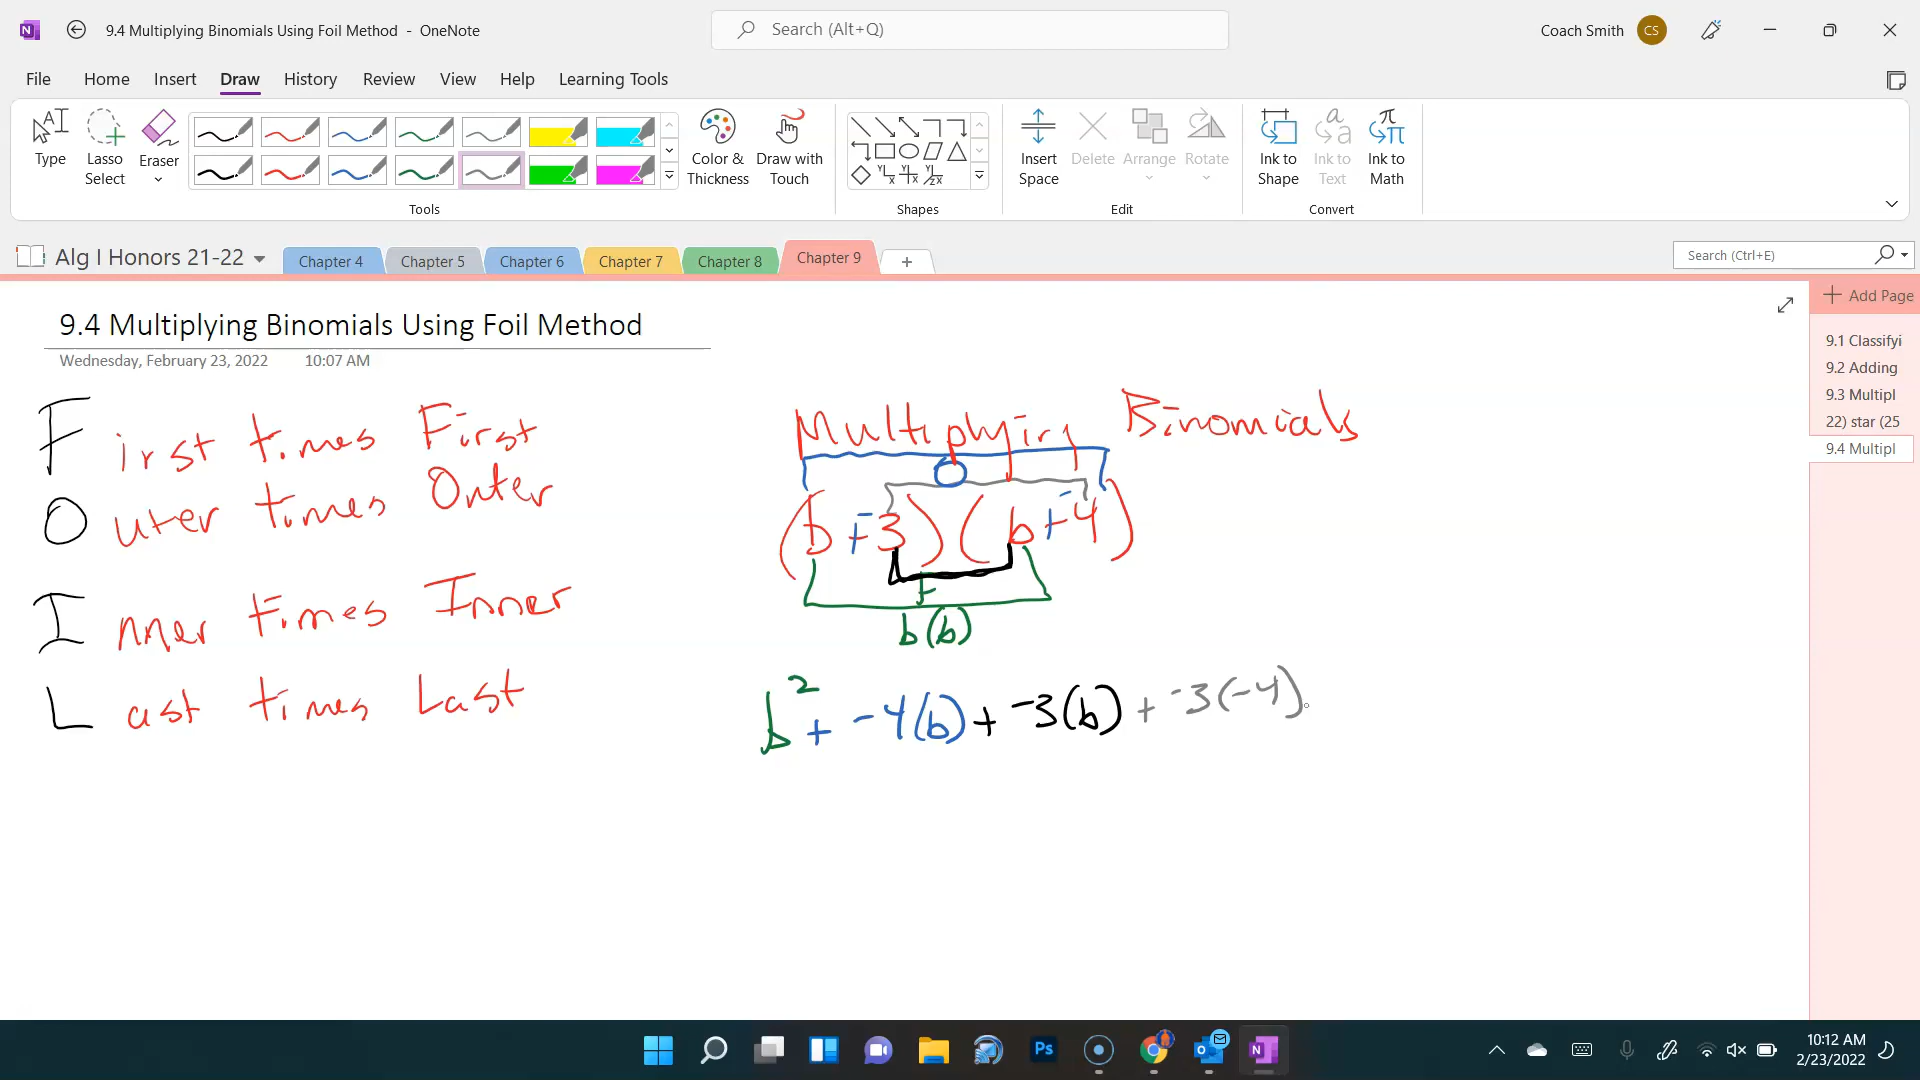 9.4 Multiplying Binomials Using Foil Method - OneNote
Search (Alt+Q)
Coach Smith CS
File Home Insert Draw History Review View Help Learning Tools
Type Lasso Select Eraser Color & Thickness Draw with Touch Insert Space Delete Arrange Rotate Ink to Shape Ink to Text Ink to Math
Tools Shapes Edit Convert
Alg I Honors 21-22 Chapter 4 Chapter 5 Chapter 6 Chapter 7 Chapter 8 Chapter 9 +
Search (Ctrl+E)
Add Page
9.1 Classifyi
9.2 Adding
9.3 Multipl
22) star (25
9.4 Multipl
9.4 Multiplying Binomials Using Foil Method
Wednesday, February 23, 2022 10:07 AM
First times First
Outer times Outer
Inner times Inner
Last times Last
Multiplying Binomials
O
(b + -3)(b + -4)
F
b(b)
b² + -4(b) + -3(b) + -3(-4)
Ps
10:12 AM
2/23/2022